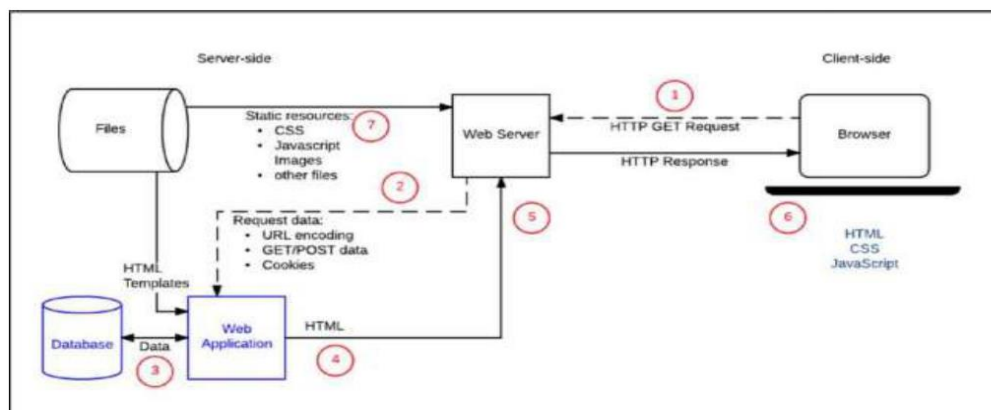 Server-side
Client-side
Files
Static resources:
• CSS
• Javascript
Images
• other files
7
Web Server
1
HTTP GET Request
HTTP Response
Browser
2
5
6
HTML
CSS
JavaScript
Request data:
• URL encoding
• GET/POST data
• Cookies
HTML
Templates
Database
Data
3
Web
Application
HTML
4